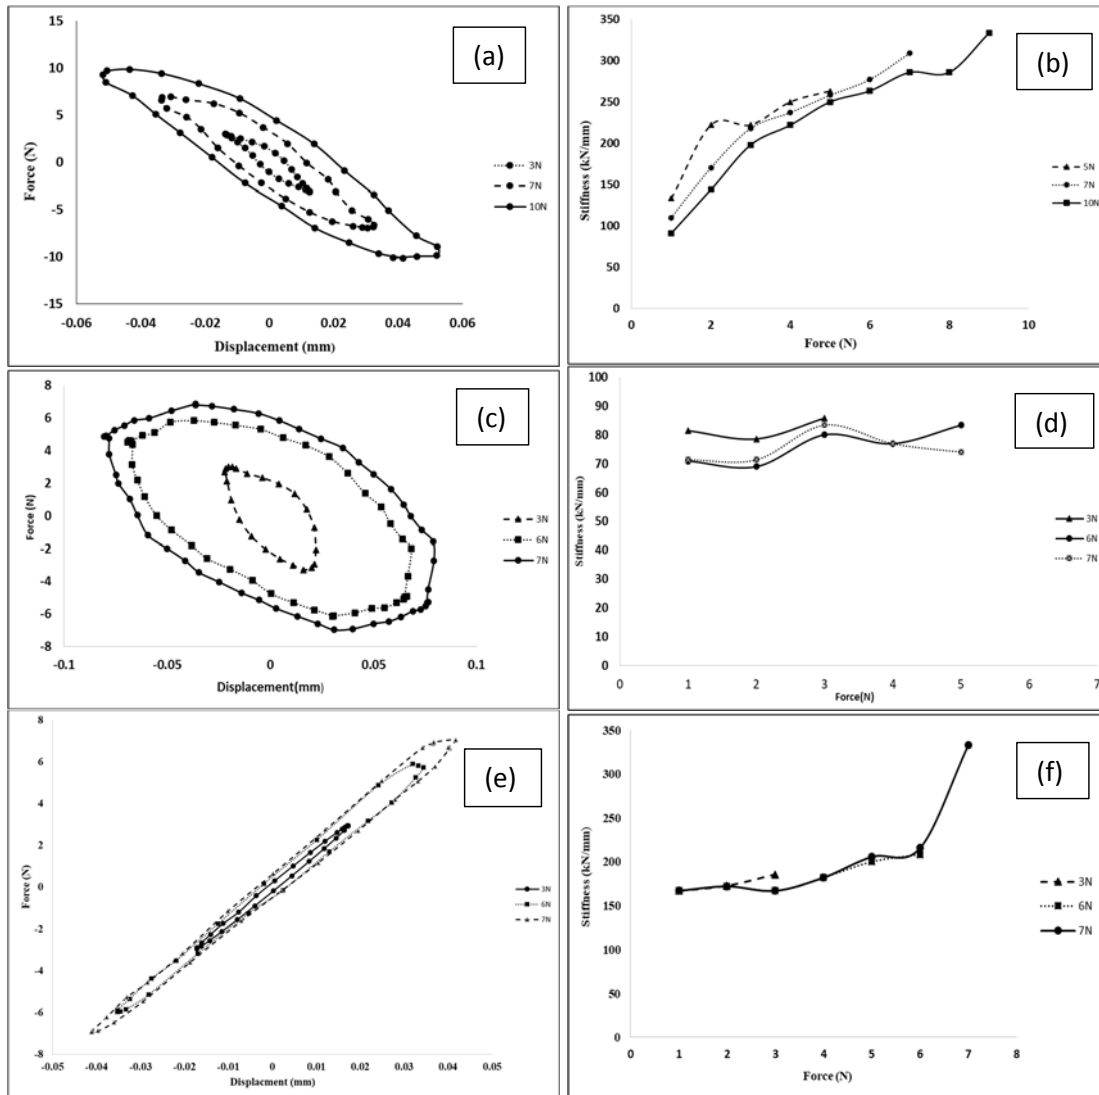 (a)
Force (N)
15
10
5
0
-5
-10
-15
-0.06 -0.04 -0.02 0 0.02 0.04 0.06
Displacement (mm)
3N
7N
10N
(b)
Stiffness (kN/mm)
350
300
250
200
150
100
50
0
0 2 4 6 8 10
Force (N)
5N
7N
10N
(c)
Force (N)
8
6
4
2
0
-2
-4
-6
-8
-0.1 -0.05 0 0.05 0.1
Displacement(mm)
3N
6N
7N
(d)
Stiffness (kN/mm)
100
90
80
70
60
50
40
30
20
10
0
0 1 2 3 4 5 6 7
Force(N)
3N
6N
7N
(e)
Force (N)
8
6
4
2
0
-2
-4
-6
-8
-0.05 -0.04 -0.03 -0.02 -0.01 0 0.01 0.02 0.03 0.04 0.05
Displacment (mm)
3N
6N
7N
(f)
Stiffness (kN/mm)
350
300
250
200
150
100
50
0
0 1 2 3 4 5 6 7 8
Force (N)
3N
6N
7N